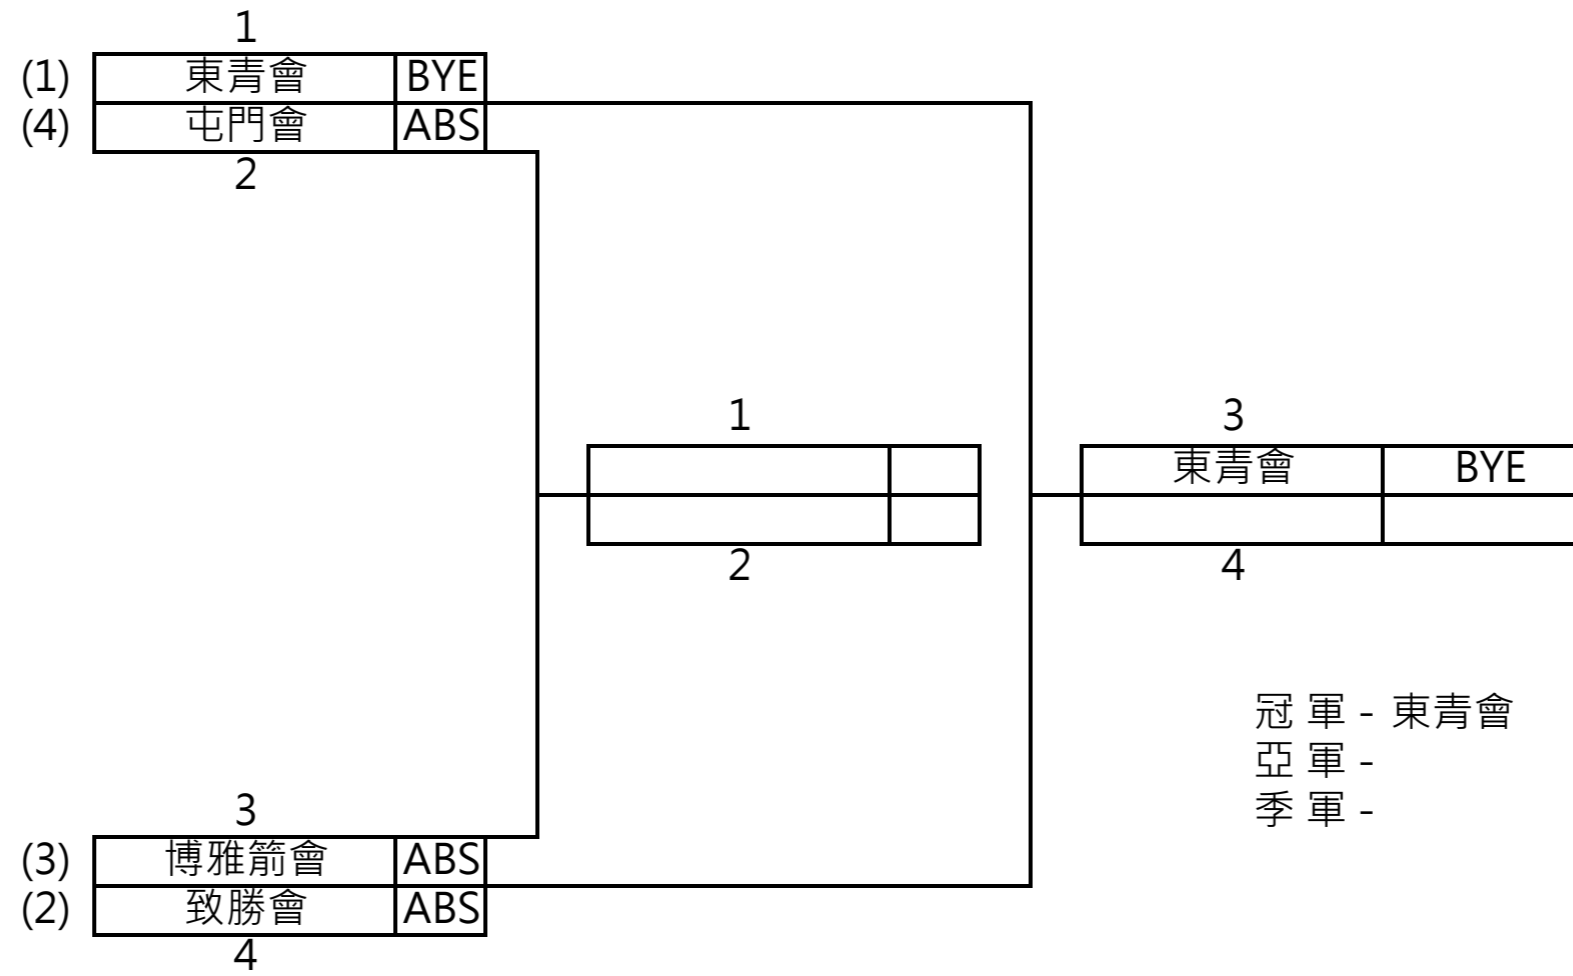 1
(1) 東青會 BYE
(4) 屯門會 ABS
2
1
2
3
東青會 BYE
4
冠 軍 - 東青會
亞 軍 -
季 軍 -
3
(3) 博雅箭會 ABS
(2) 致勝會 ABS
4